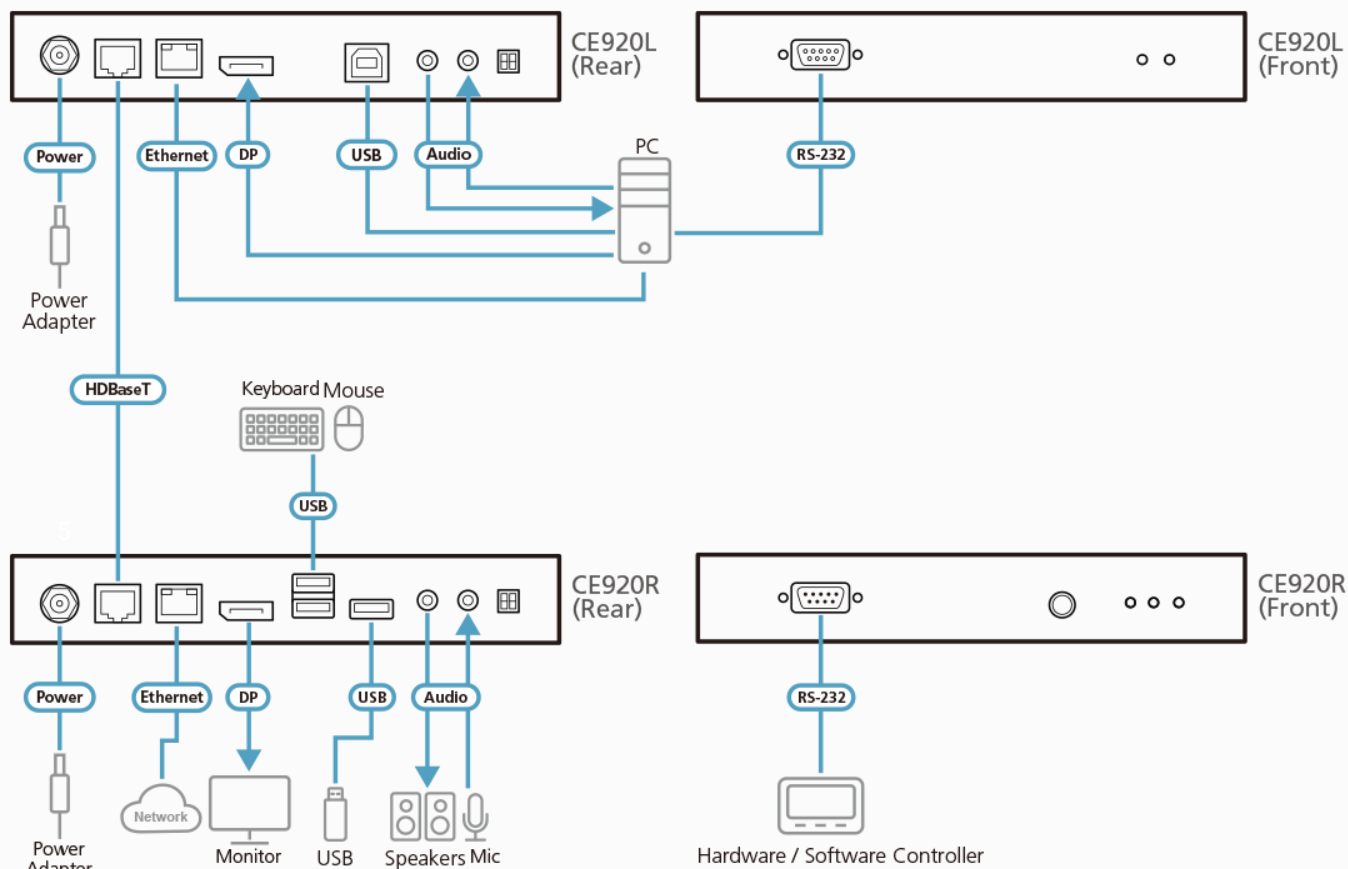 CE920L
(Rear)
CE920L
(Front)
Power
Ethernet
DP
USB
Audio
PC
RS-232
Power
Adapter
HDBaseT
Keyboard Mouse
USB
5
CE920R
(Rear)
CE920R
(Front)
Power
Ethernet
DP
USB
Audio
RS-232
Network
Power
Adapter
Monitor
USB
Speakers Mic
Hardware / Software Controller